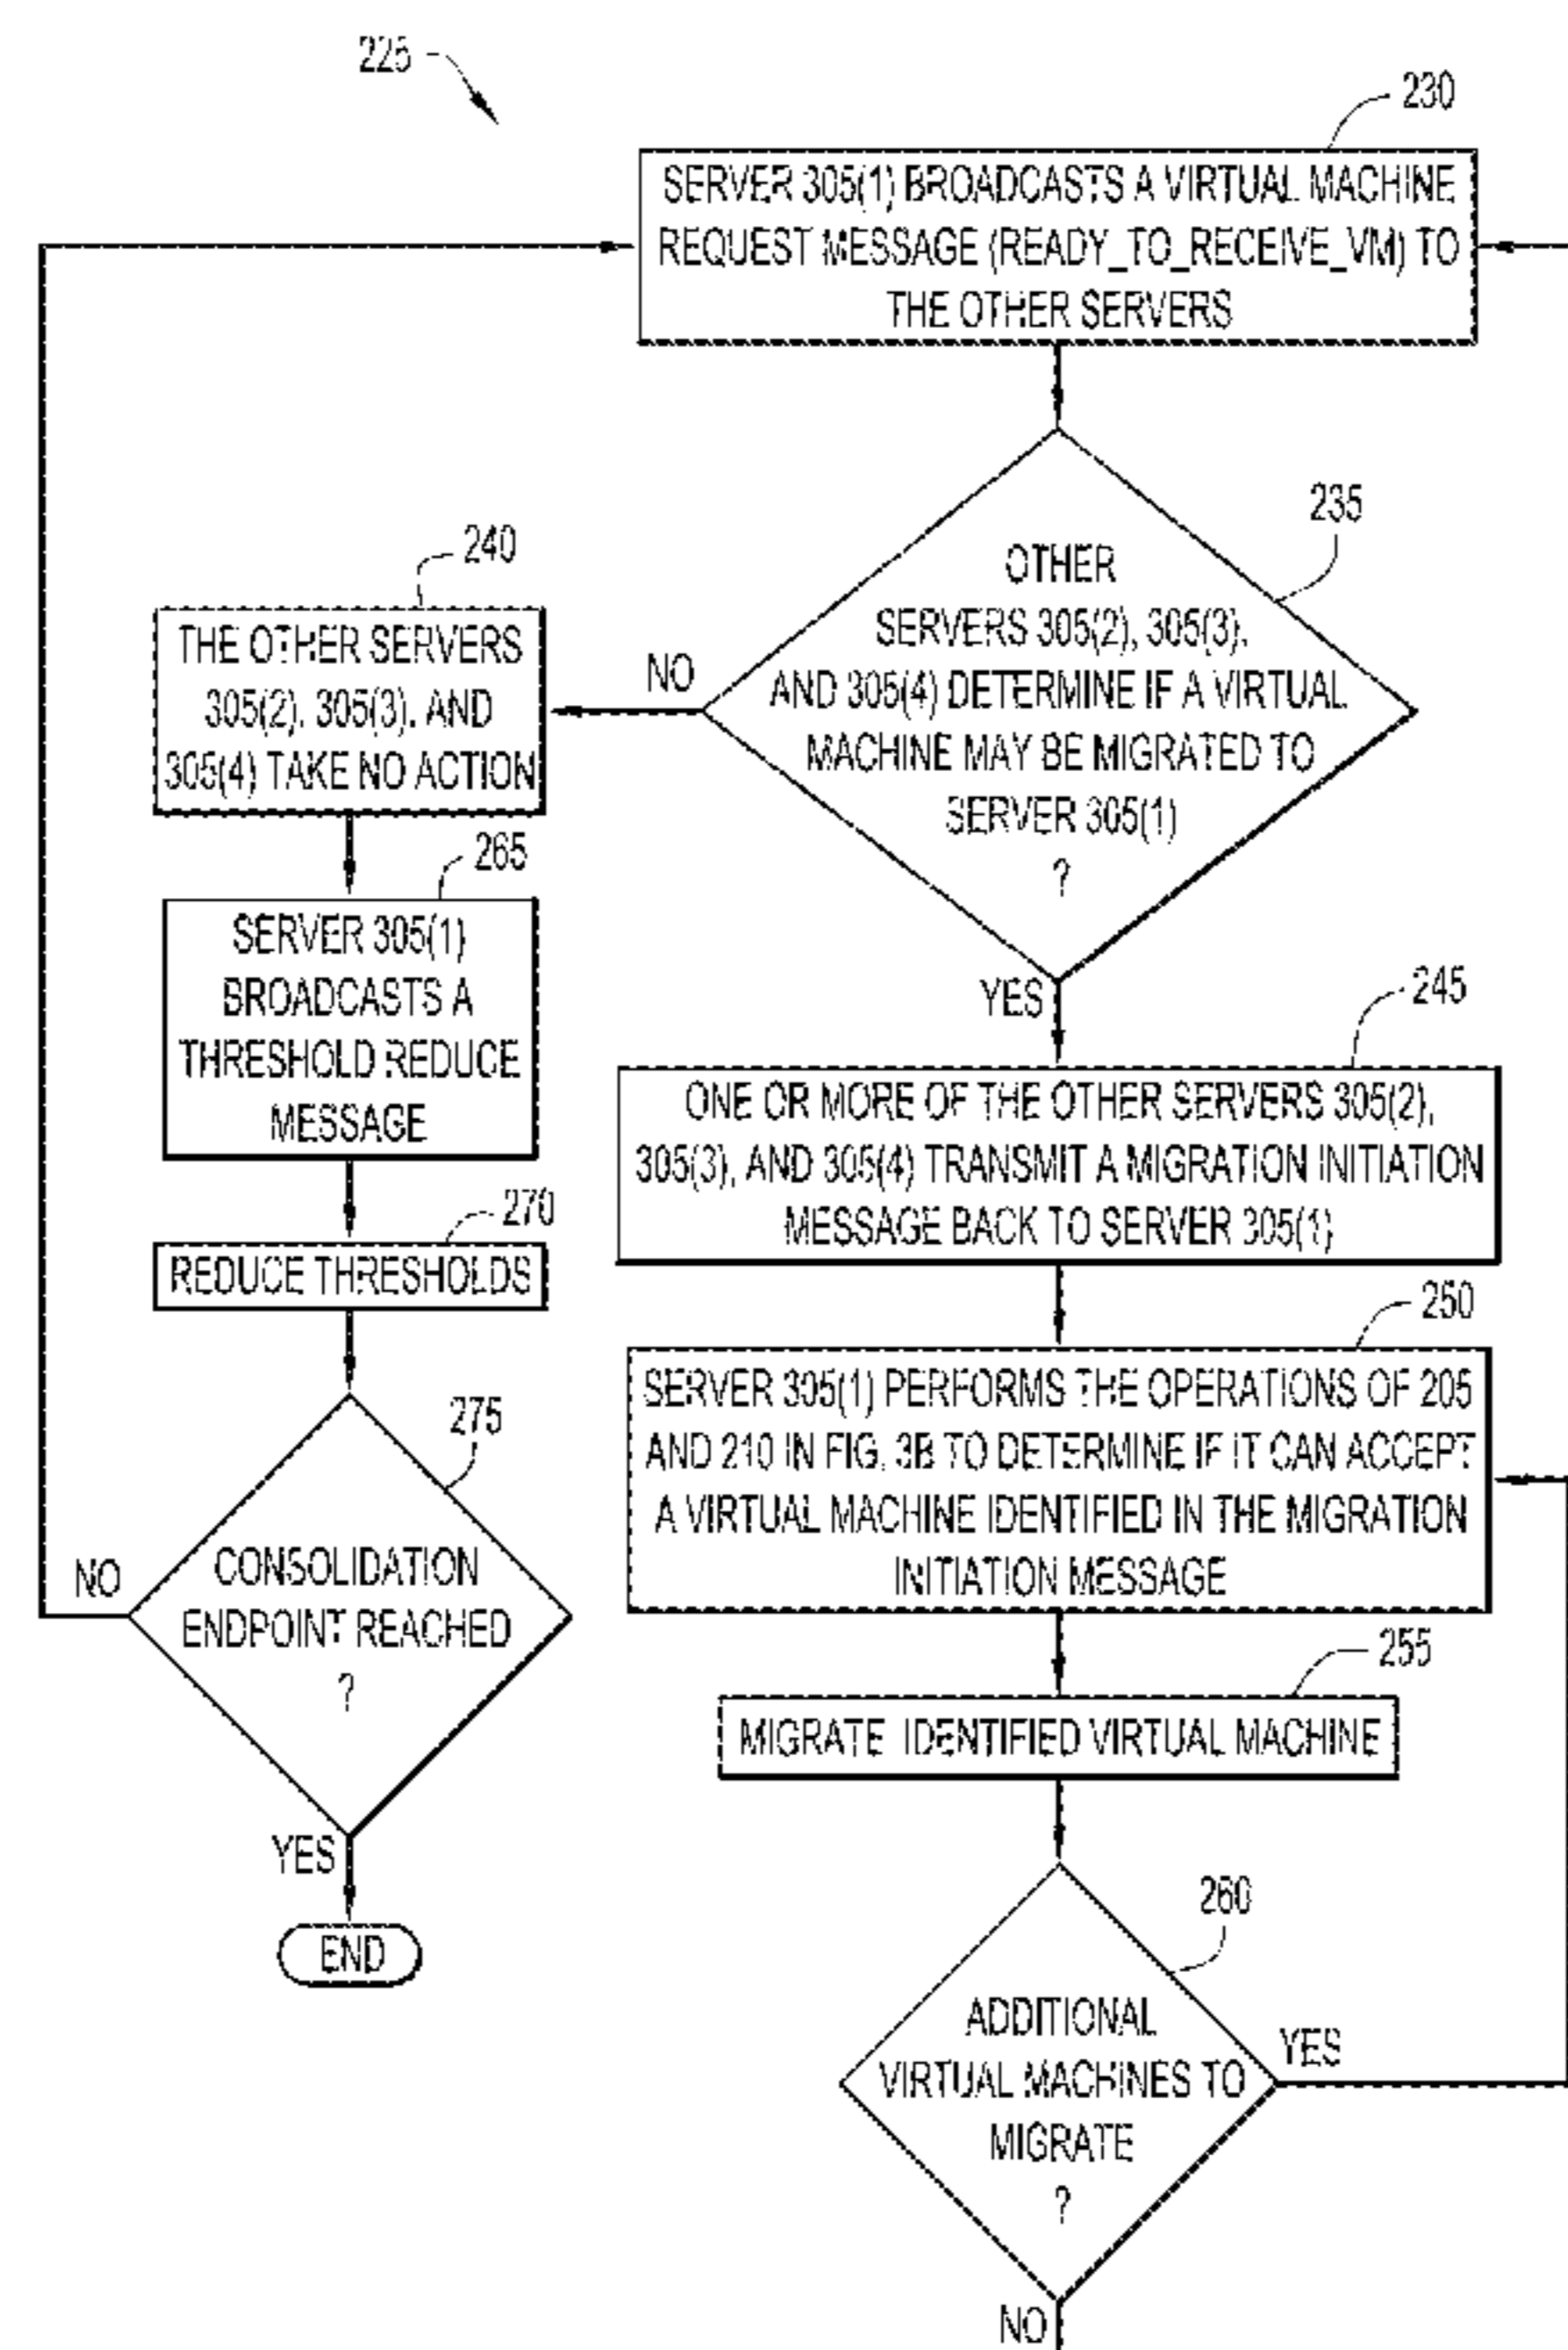 225
230
SERVER 305(1) BROADCASTS A VIRTUAL MACHINE
REQUEST MESSAGE (READY_TO_RECEIVE_VM) TO
THE OTHER SERVERS
235
OTHER
SERVERS 305(2), 305(3),
AND 305(4) DETERMINE IF A VIRTUAL
MACHINE MAY BE MIGRATED TO
SERVER 305(1)
?
NO
YES
240
THE OTHER SERVERS
305(2), 305(3), AND
305(4) TAKE NO ACTION
265
SERVER 305(1)
BROADCASTS A
THRESHOLD REDUCE
MESSAGE
270
REDUCE THRESHOLDS
275
CONSOLIDATION
ENDPOINT REACHED
?
NO
YES
END
245
ONE OR MORE OF THE OTHER SERVERS 305(2),
305(3), AND 305(4) TRANSMIT A MIGRATION INITIATION
MESSAGE BACK TO SERVER 305(1)
250
SERVER 305(1) PERFORMS THE OPERATIONS OF 205
AND 210 IN FIG. 3B TO DETERMINE IF IT CAN ACCEPT
A VIRTUAL MACHINE IDENTIFIED IN THE MIGRATION
INITIATION MESSAGE
255
MIGRATE IDENTIFIED VIRTUAL MACHINE
260
ADDITIONAL
VIRTUAL MACHINES TO
MIGRATE
?
YES
NO